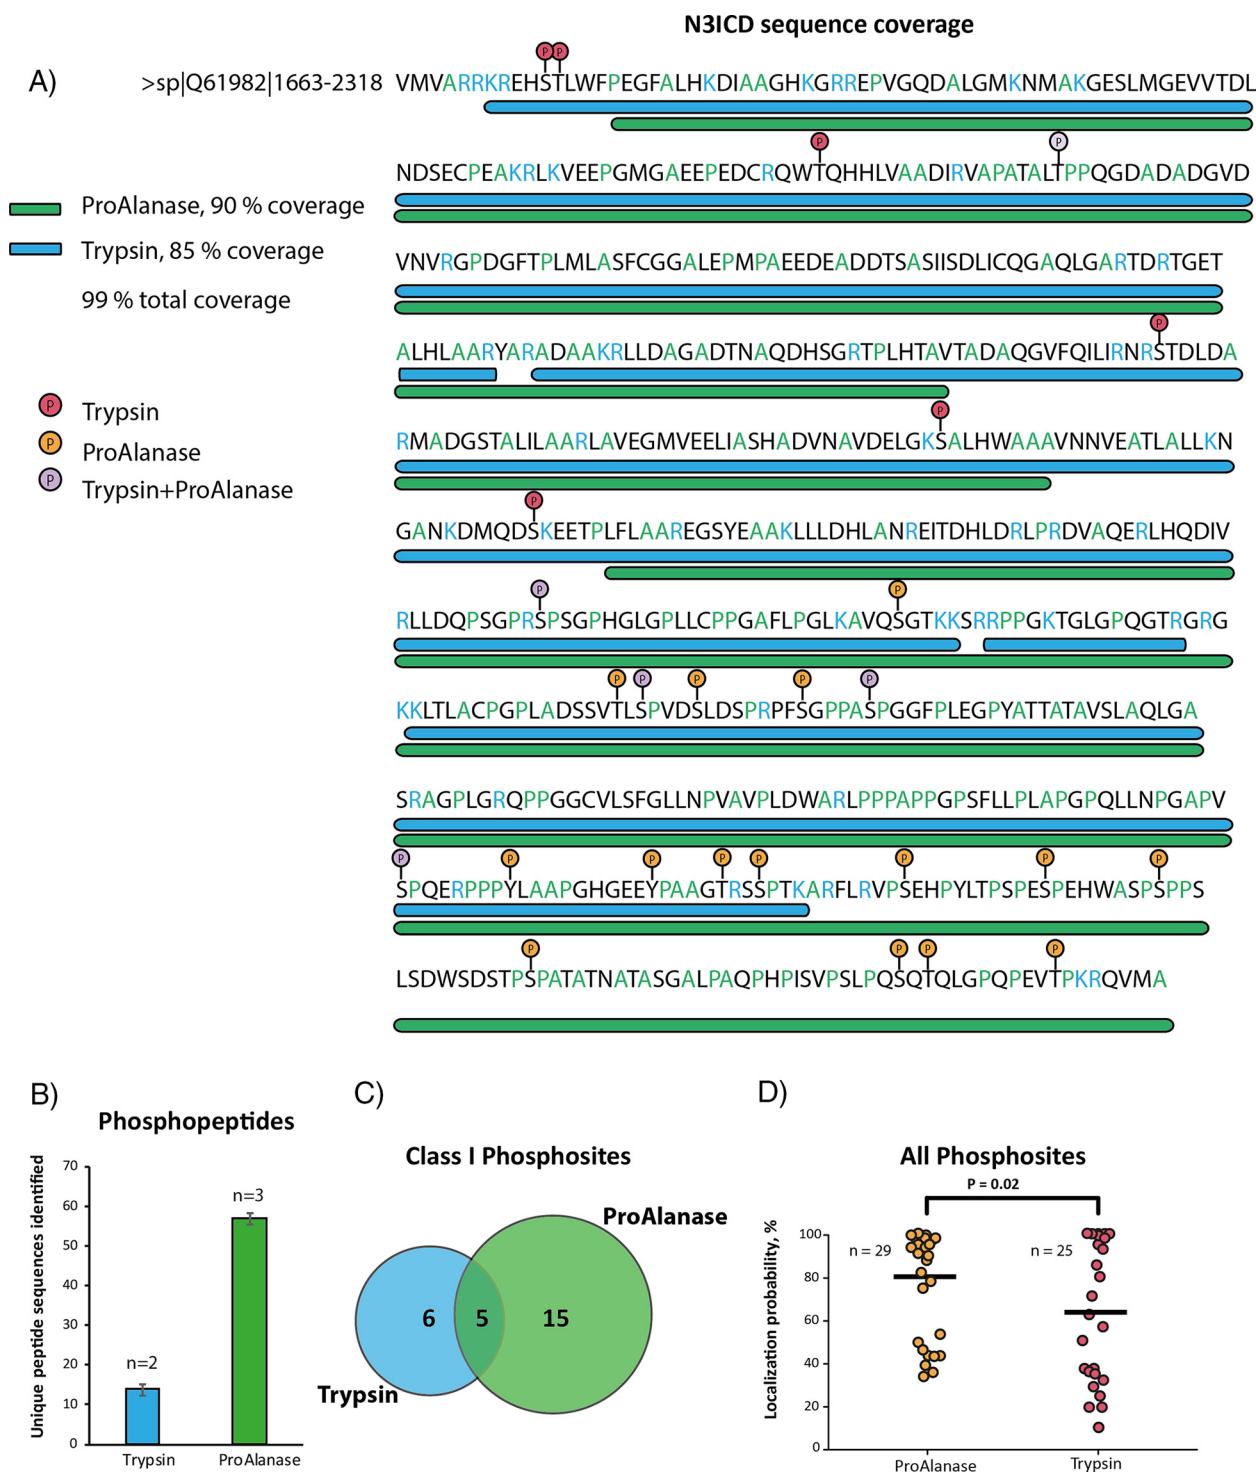 N3ICD sequence coverage
A)
P P
>sp|Q61982|1663-2318 VMVARRKREHSTLWFPEGFALHKDIAAGHKGRREPVGQDALGMKNMAKGESLMGEVVTDL
P P
NDSECPEAKRLKVEEPGMGAEEPEDCRQWTQHHLVAADIRVAPATALTPPQGDADADGVD
ProAlanase, 90 % coverage
Trypsin, 85 % coverage
99 % total coverage
VNVRGPDGFTPLMLASFCGGALEPMPAEEDEADDTSASIISDLICQGAQLGARTDRTGET
P
ALHLAARYARADAAKRLLDAGADTNAQDHSGRTPLHTAVTADAQGVFQILIRNRSTDLDA
P Trypsin
P ProAlanase
P Trypsin+ProAlanase
P
RMADGSTALILAARLAVEGMVEELIASHADVNAVDELGKSALHWAAAVNNVEATLALLKN
P
GANKDMQDSKEETPLFLAAREGSYEAAKLLLDHLANREITDHLDRLPRDVAQERLHQDIV
P P
RLLDQPSGPRSPSGPHGLGPLLCPPGAFLPGLKAVQSGTKKSRRPPGKTGLGPQGTRGRG
P P P P P
KKLTLACPGPLADSSVTLSPVDSLDSPRPFSGPPASPGGFPLEGPYATTATAVSLAQLGA
SRAGPLGRQPPGGCVLSFGLLNPVAVPLDWARLPPPAPPGPSFLLPLAPGPQLLNPGAPV
P P P P P P P P
SPQERPPPYLAAPGHGEEYPAAGTRSSPTKARFLRVPSEHPYLTPSPESPEHWASPSPPS
P P P P
LSDWSDSTPSPATATNATASGALPAQPHPISVPSLPQSQTQLGPQPEVTPKRQVMA
B)
Phosphopeptides
Unique peptide sequences identified
70
60
50
40
30
20
10
0
n=2
n=3
Trypsin
ProAlanase
C)
Class I Phosphosites
ProAlanase
6 5 15
Trypsin
D)
All Phosphosites
P = 0.02
Localization probability, %
100
80
60
40
20
0
n = 29
n = 25
ProAlanase
Trypsin